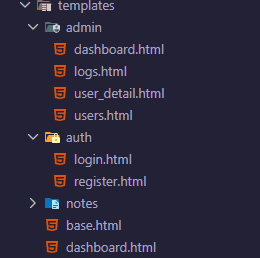 templates
admin
dashboard.html
logs.html
user_detail.html
users.html
auth
login.html
register.html
notes
base.html
dashboard.html